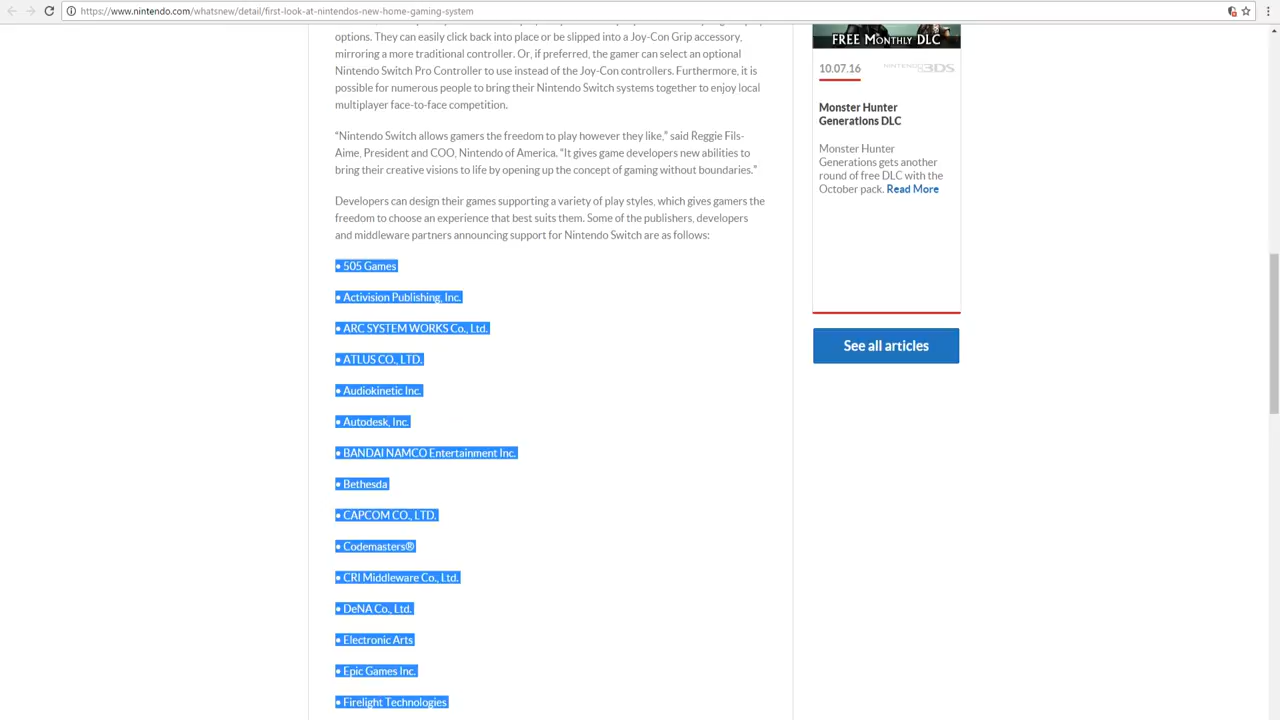 https://www.nintendo.com/whatsnew/detail/first-look-at-nintendos-new-home-gaming-system
options. They can easily click back into place or be slipped into a Joy-Con Grip accessory,
mirroring a more traditional controller. Or, if preferred, the gamer can select an optional
Nintendo Switch Pro Controller to use instead of the Joy-Con controllers. Furthermore, it is
possible for numerous people to bring their Nintendo Switch systems together to enjoy local
multiplayer face-to-face competition.
“Nintendo Switch allows gamers the freedom to play however they like,” said Reggie Fils-
Aime, President and COO, Nintendo of America. “It gives game developers new abilities to
bring their creative visions to life by opening up the concept of gaming without boundaries.”
Developers can design their games supporting a variety of play styles, which gives gamers the
freedom to choose an experience that best suits them. Some of the publishers, developers
and middleware partners announcing support for Nintendo Switch are as follows:
• 505 Games
• Activision Publishing, Inc.
• ARC SYSTEM WORKS Co., Ltd.
• ATLUS CO., LTD.
• Audiokinetic Inc.
• Autodesk, Inc.
• BANDAI NAMCO Entertainment Inc.
• Bethesda
• CAPCOM CO., LTD.
• Codemasters®
• CRI Middleware Co., Ltd.
• DeNA Co., Ltd.
• Electronic Arts
• Epic Games Inc.
• Firelight Technologies
FREE MONTHLY DLC
10.07.16
NINTENDO 3DS
Monster Hunter
Generations DLC
Monster Hunter
Generations gets another
round of free DLC with the
October pack. Read More
See all articles